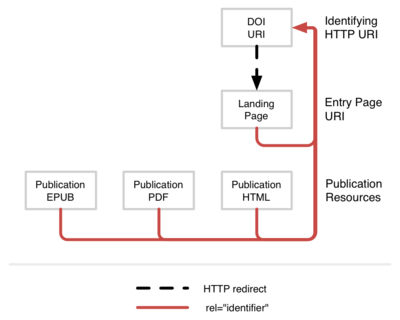 DOI
URI
Identifying
HTTP URI
Landing
Page
Entry Page
URI
Publication
EPUB
Publication
PDF
Publication
HTML
Publication
Resources
HTTP redirect
rel="identifier"